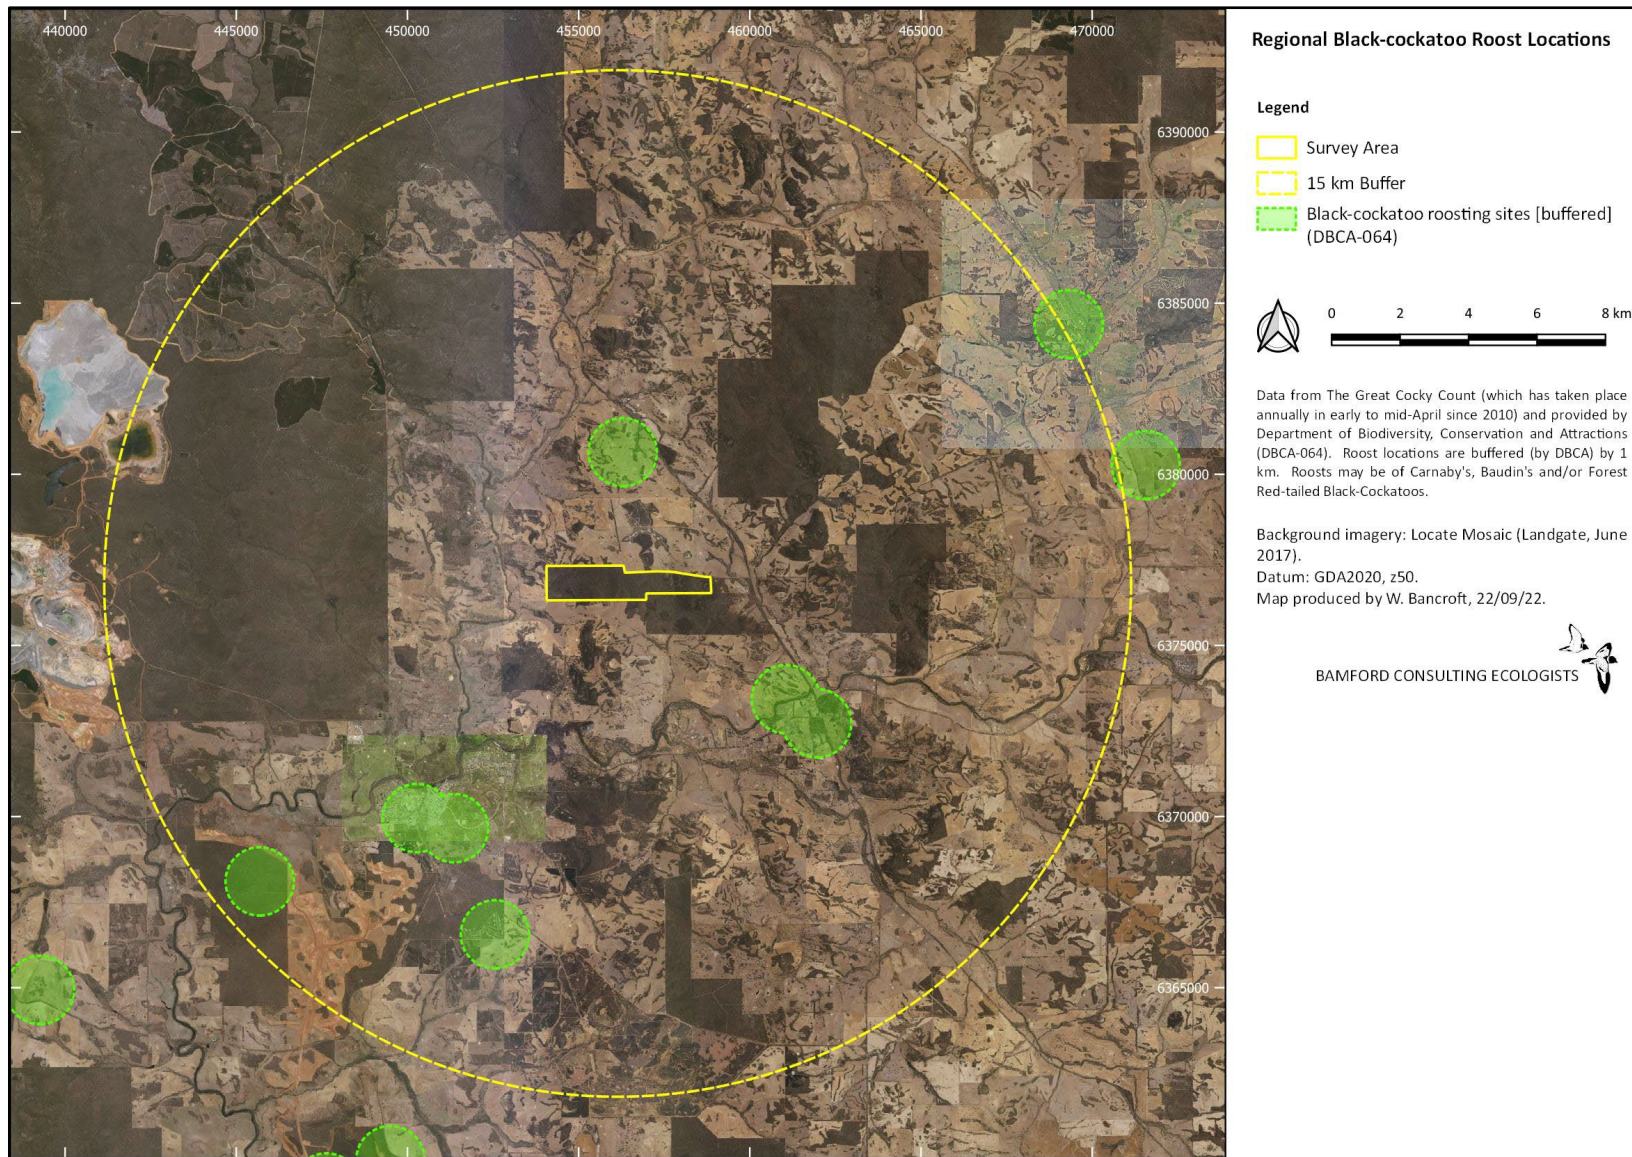 440000 445000 450000 455000 460000 465000 470000
6390000
6385000
6380000
6375000
6370000
6365000
Regional Black-cockatoo Roost Locations
Legend
Survey Area
15 km Buffer
Black-cockatoo roosting sites [buffered]
(DBCA-064)
0 2 4 6 8 km
Data from The Great Cocky Count (which has taken place
annually in early to mid-April since 2010) and provided by
Department of Biodiversity, Conservation and Attractions
(DBCA-064). Roost locations are buffered (by DBCA) by 1
km. Roosts may be of Carnaby's, Baudin's and/or Forest
Red-tailed Black-Cockatoos.
Background imagery: Locate Mosaic (Landgate, June
2017).
Datum: GDA2020, z50.
Map produced by W. Bancroft, 22/09/22.
BAMFORD CONSULTING ECOLOGISTS